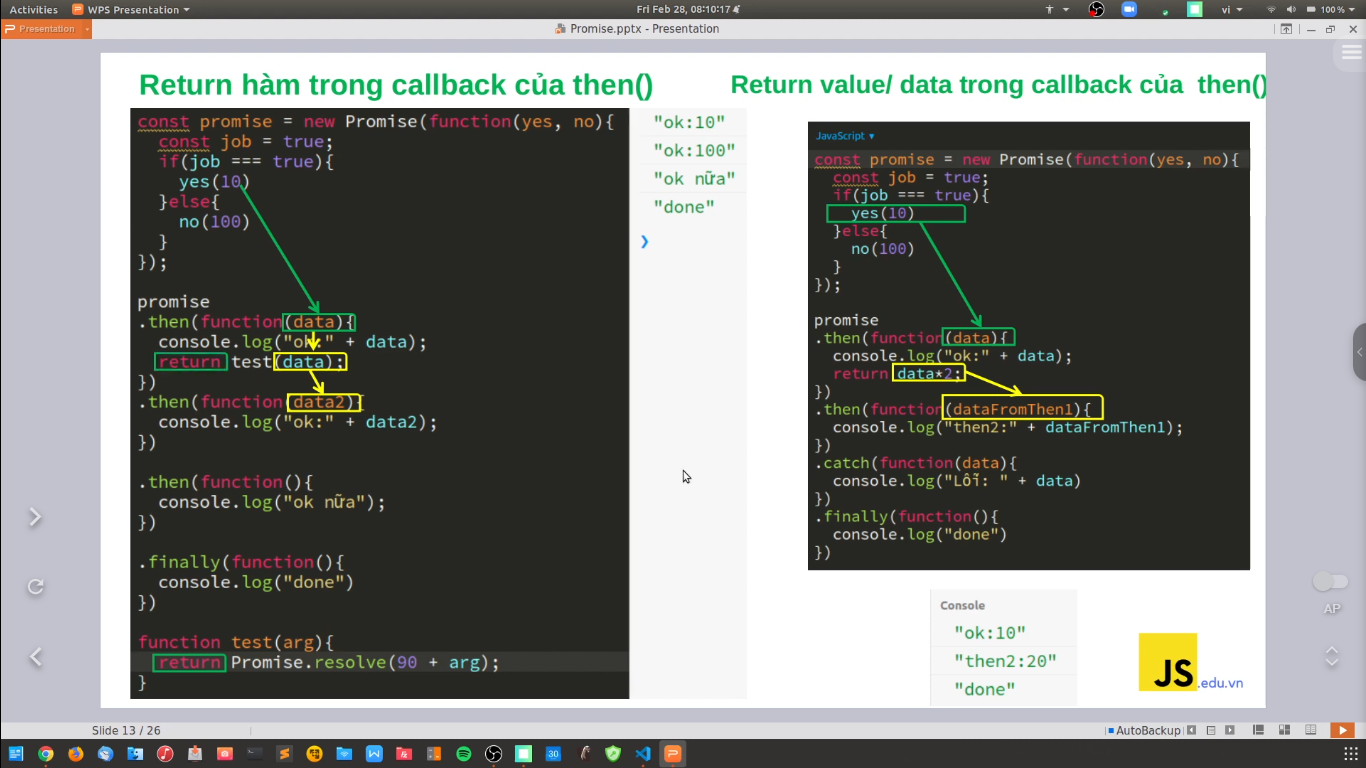 Activities
WPS Presentation
Fri Feb 28, 08:10:17
vi
100 %
Presentation
Promise.pptx - Presentation
Return hàm trong callback của then()
const promise = new Promise(function(yes, no){
const job = true;
if(job === true){
yes(10)
}else{
no(100)
}
});
promise
.then(function(data){
console.log("ok:" + data);
return test(data);
})
.then(function(data2){
console.log("ok:" + data2);
})
.then(function(){
console.log("ok nữa");
})
.finally(function(){
console.log("done")
})
function test(arg){
return Promise.resolve(90 + arg);
}
"ok:10"
"ok:100"
"ok nữa"
"done"
Return value/ data trong callback của then()
JavaScript
const promise = new Promise(function(yes, no){
const job = true;
if(job === true){
yes(10)
}else{
no(100)
}
});
promise
.then(function(data){
console.log("ok:" + data);
return data*2;
})
.then(function(dataFromThen1){
console.log("then2:" + dataFromThen1);
})
.catch(function(data){
console.log("Lỗi: " + data)
})
.finally(function(){
console.log("done")
})
Console
"ok:10"
"then2:20"
"done"
JS.edu.vn
AP
Slide 13 / 26
AutoBackup
30